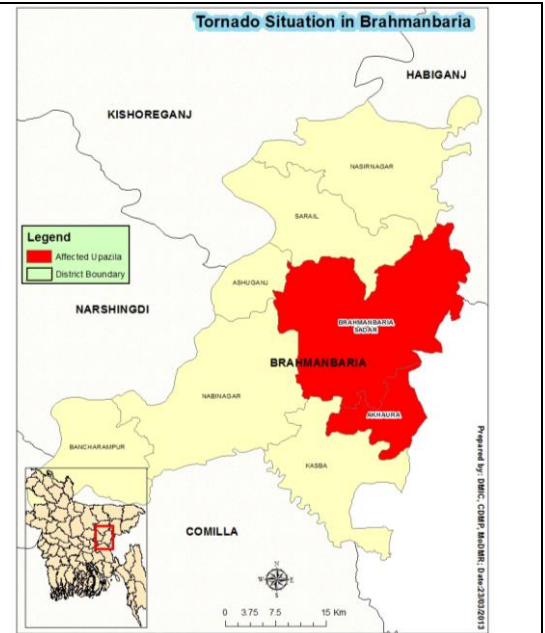 Tornado Situation in Brahmanbaria
HABIGANJ
KISHOREGANJ
NASIRNAGAR
SARAIL
Legend
Affected Upazila
District Boundary
ASHUGANJ
NARSHINGDI
BRAHMANBARIA
SADAR
BRAHMANBARIA
NABINAGAR
AKHAURA
BANCHARAMPUR
KASBA
COMILLA
N
W
E
S
0 3.75 7.5 15 Km
Prepared by: DMIC, CDMP, MoDMR; Date:23/03/2013